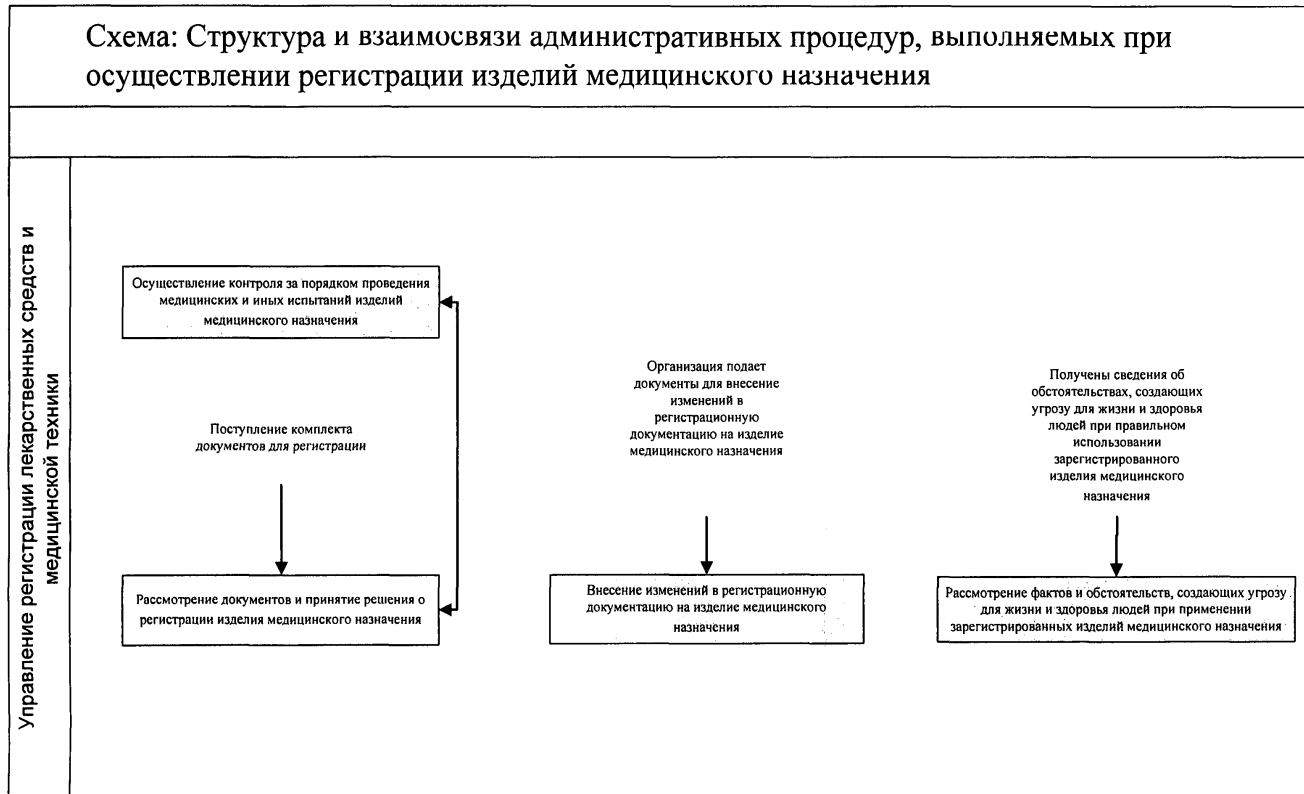 Схема: Структура и взаимосвязи административных процедур, выполняемых при
осуществлении регистрации изделий медицинского назначения
Управление регистрации лекарственных средств и
медицинской техники
Осуществление контроля за порядком проведения
медицинских и иных испытаний изделий
медицинского назначения
Поступление комплекта
документов для регистрации
Рассмотрение документов и принятие решения о
регистрации изделия медицинского назначения
Организация подает
документы для внесение
изменений в
регистрационную
документацию на изделие
медицинского назначения
Внесение изменений в регистрационную
документацию на изделие медицинского
назначения
Получены сведения об
обстоятельствах, создающих
угрозу для жизни и здоровья
людей при правильном
использовании
зарегистрированного
изделия медицинского
назначения
Рассмотрение фактов и обстоятельств, создающих угрозу
для жизни и здоровья людей при применении
зарегистрированных изделий медицинского назначения